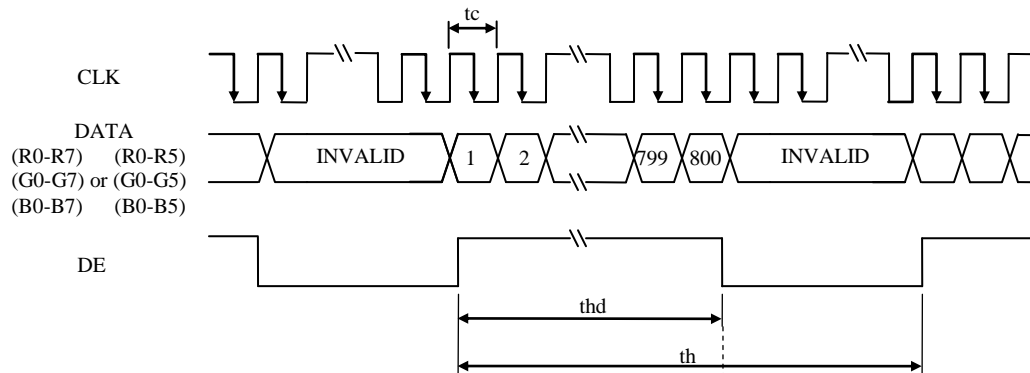 tc
CLK
DATA
(R0-R7) (R0-R5)
(G0-G7) or (G0-G5)
(B0-B7) (B0-B5)
INVALID 1 2 799 800 INVALID
DE
thd
th